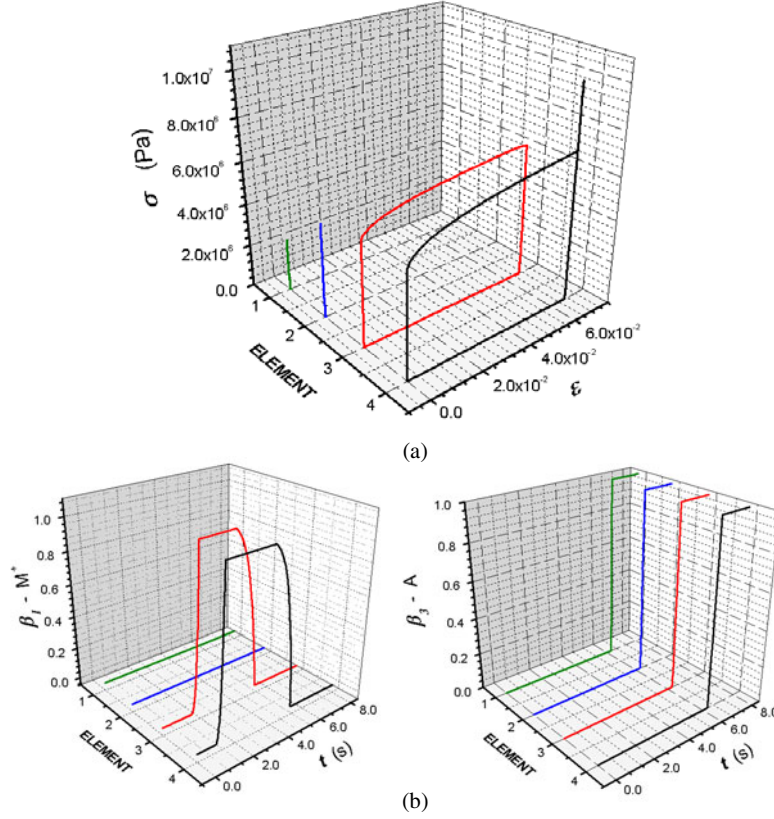 1.0x10⁷
8.0x10⁶
6.0x10⁶
4.0x10⁶
2.0x10⁶
0.0
σ (Pa)
1
2
3
4
ELEMENT
0.0
2.0x10⁻²
4.0x10⁻²
6.0x10⁻²
ε
(a)
1.0
0.8
0.6
0.4
0.2
0.0
β₁ - M⁺
1
2
3
4
ELEMENT
0.0
2.0
4.0
6.0
8.0
t (s)
1.0
0.8
0.6
0.4
0.2
0.0
β₃ - A
1
2
3
4
ELEMENT
0.0
2.0
4.0
6.0
8.0
t (s)
(b)